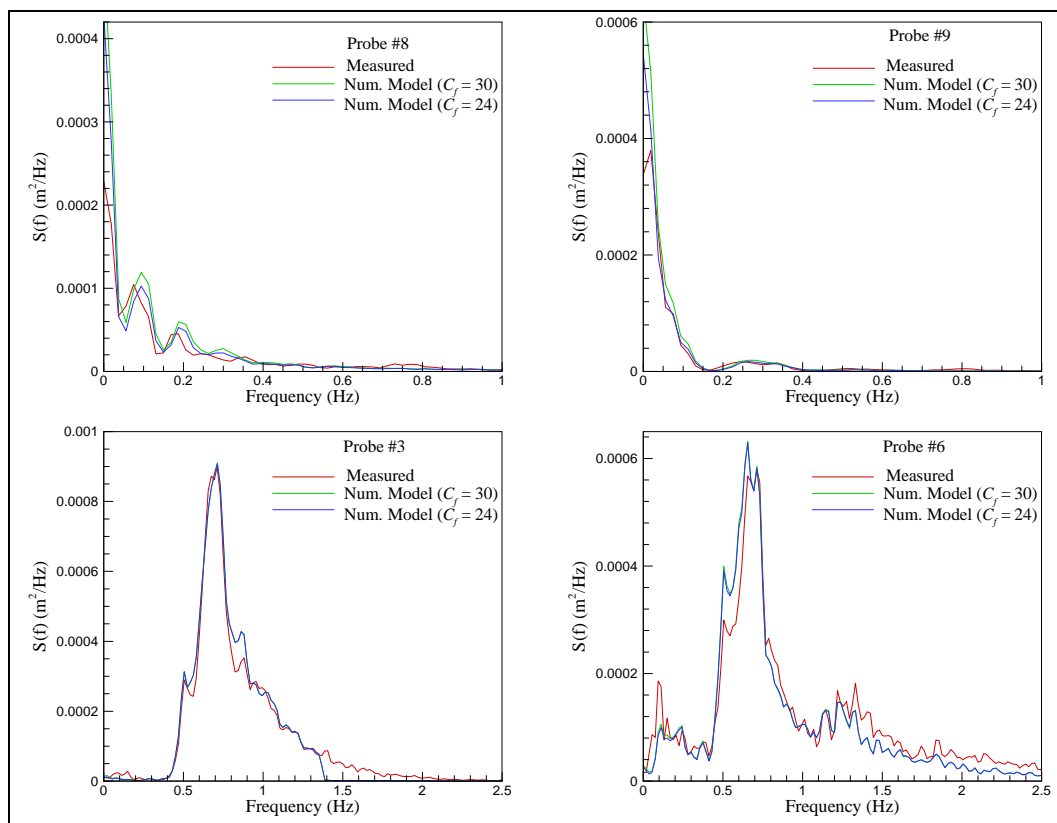 Probe #8
Measured
Num. Model (C_f = 30)
Num. Model (C_f = 24)
S(f) (m²/Hz)
0.0004
0.0003
0.0002
0.0001
0
0 0.2 0.4 0.6 0.8 1
Frequency (Hz)
Probe #9
Measured
Num. Model (C_f = 30)
Num. Model (C_f = 24)
S(f) (m²/Hz)
0.0006
0.0004
0.0002
0
0 0.2 0.4 0.6 0.8 1
Frequency (Hz)
Probe #3
Measured
Num. Model (C_f = 30)
Num. Model (C_f = 24)
S(f) (m²/Hz)
0.001
0.0008
0.0006
0.0004
0.0002
0
0 0.5 1 1.5 2 2.5
Frequency (Hz)
Probe #6
Measured
Num. Model (C_f = 30)
Num. Model (C_f = 24)
S(f) (m²/Hz)
0.0006
0.0004
0.0002
0
0 0.5 1 1.5 2 2.5
Frequency (Hz)